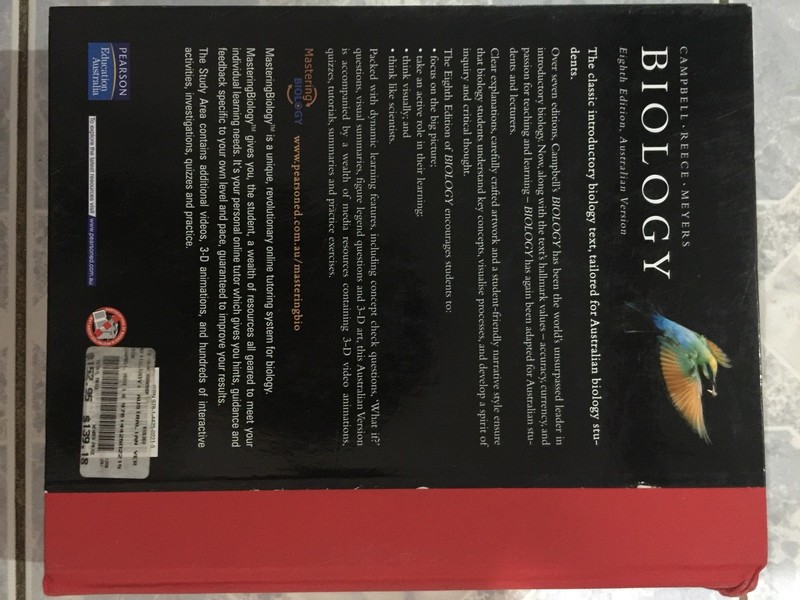 CAMPBELL • REECE • MEYERS
BIOLOGY
Eighth Edition, Australian Version
The classic introductory biology text, tailored for Australian biology stu-
dents.
Over seven editions, Campbell's BIOLOGY has been the world's unsurpassed leader in
introductory biology. Now, along with the text's hallmark values – accuracy, currency, and
passion for teaching and learning – BIOLOGY has again been adapted for Australian stu-
dents and lecturers.
Clear explanations, carefully crafted artwork and a student-friendly narrative style ensure
that biology students understand key concepts, visualise processes, and develop a spirit of
inquiry and critical thought.
The Eighth Edition of BIOLOGY encourages students to:
• focus on the big picture;
• take an active role in their learning;
• think visually; and
• think like scientists.
Packed with dynamic learning features, including concept check questions, 'What if?'
questions, visual summaries, figure legend questions, and 3-D art, this Australian Version
is accompanied by a wealth of media resources containing 3-D video animations,
quizzes, tutorials, summaries and practice exercises.
Mastering
BIOLOGY www.pearsoned.com.au/masteringbio
MasteringBiology™ is a unique, revolutionary online tutoring system for biology.
MasteringBiology™ gives you, the student, a wealth of resources all geared to meet your
individual learning needs. It's your personal online tutor which gives you hints, guidance and
feedback specific to your own level and pace, guaranteed to improve your results.
The Study Area contains additional videos, 3-D animations, and hundreds of interactive
activities, investigations, quizzes and practice.
PEARSON
Education
Australia
To explore the latest resources visit www.pearsoned.com.au
AUSTRALIAN VER
$139.18